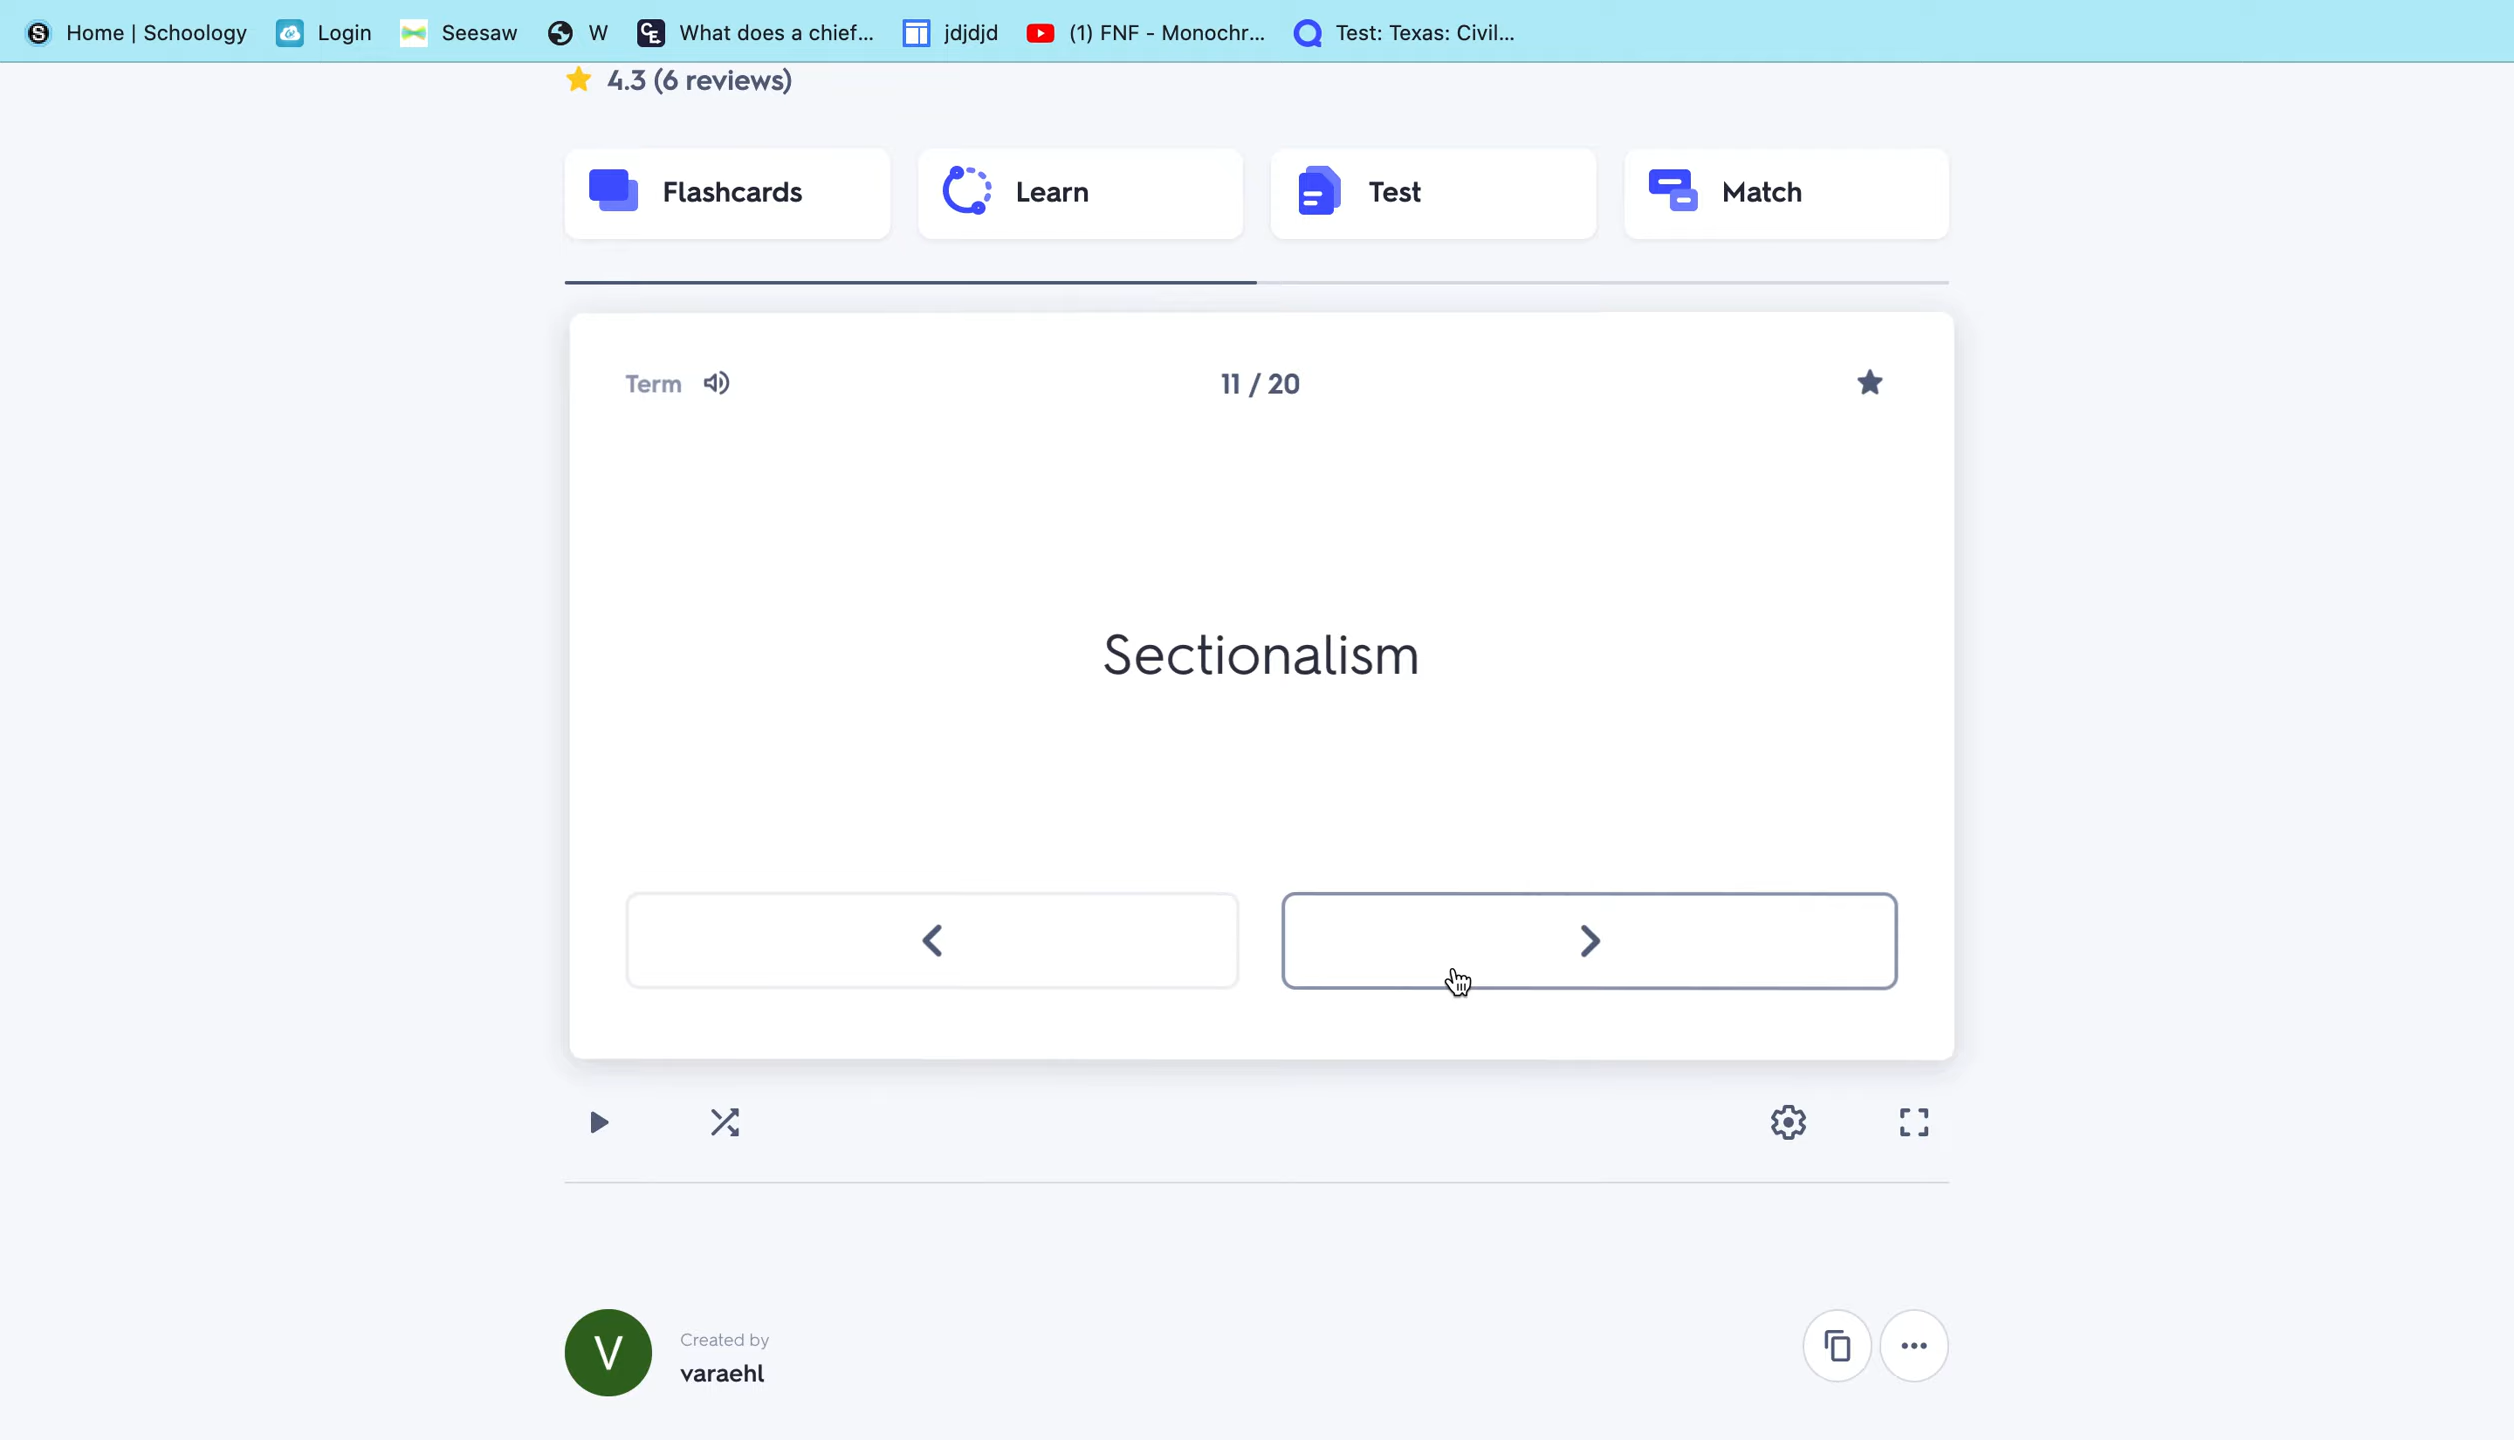 Home | Schoology Login Seesaw W What does a chief... jdjdjd (1) FNF - Monochr... Test: Texas: Civil...
4.3 (6 reviews)
Flashcards Learn Test Match
Term 11 / 20
Sectionalism
V Created by
varaehl